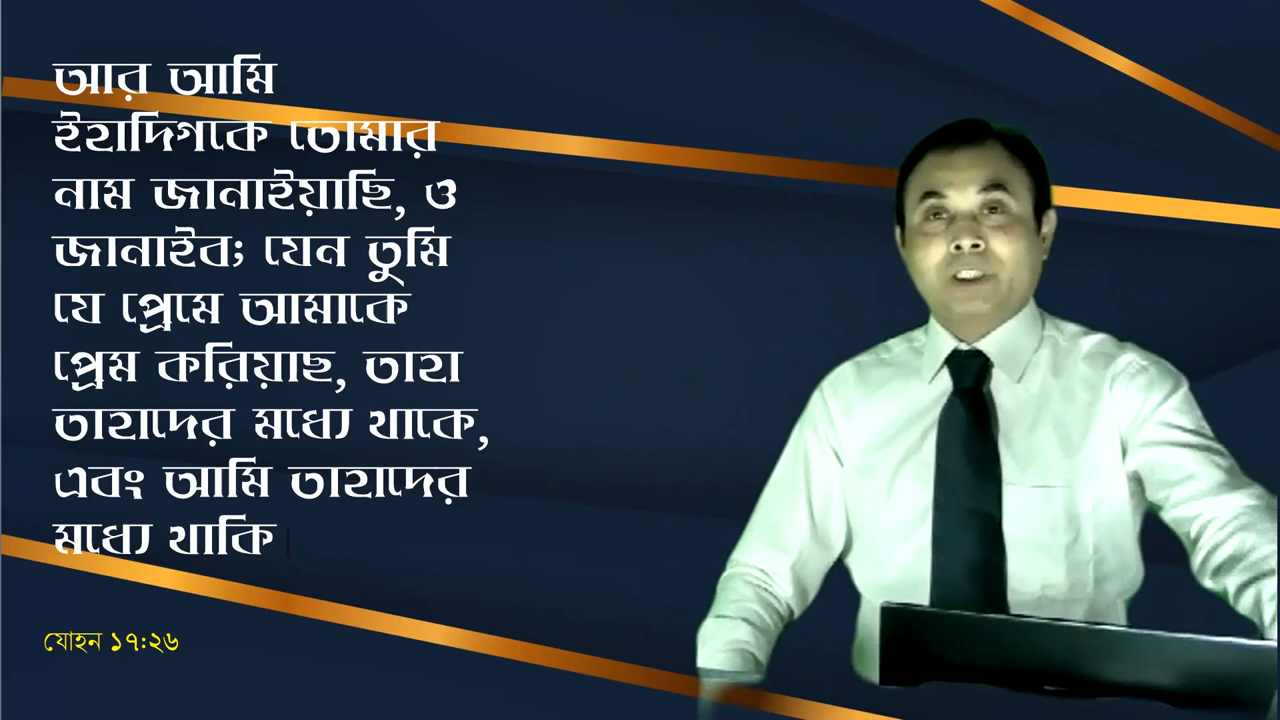 আর আমি
ইহাদিগকে তোমার
নাম জানাইয়াছি, ও
জানাইব; যেন তুমি
যে প্রেমে আমাকে
প্রেম করিয়াছ, তাহা
তাহাদের মধ্যে থাকে,
এবং আমি তাহাদের
মধ্যে থাকি
যোহন ১৭:২৬